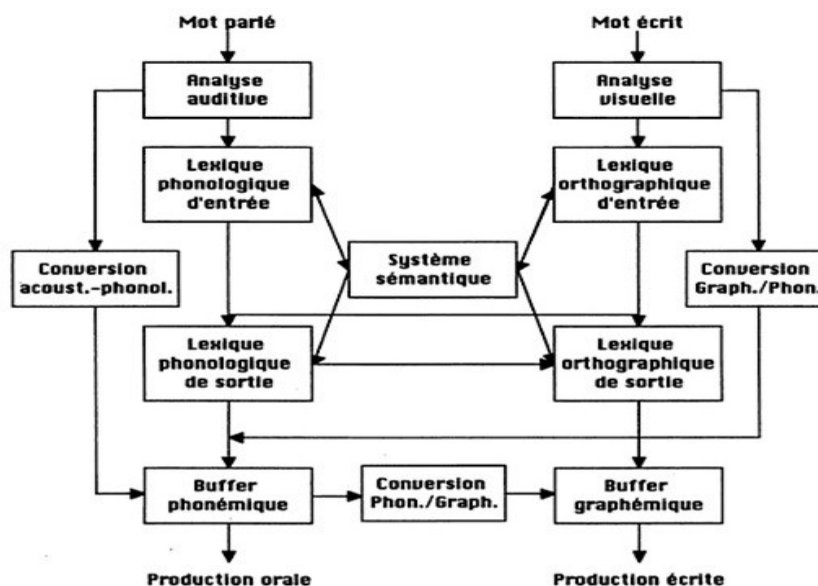 Mot parlé
Mot écrit
Analyse
auditive
Analyse
visuelle
Lexique
phonologique
d'entrée
Lexique
orthographique
d'entrée
Système
sémantique
Conversion
acoust.-phonol.
Conversion
Graph./Phon.
Lexique
phonologique
de sortie
Lexique
orthographique
de sortie
Buffer
phonémique
Conversion
Phon./Graph.
Buffer
graphémique
Production orale
Production écrite